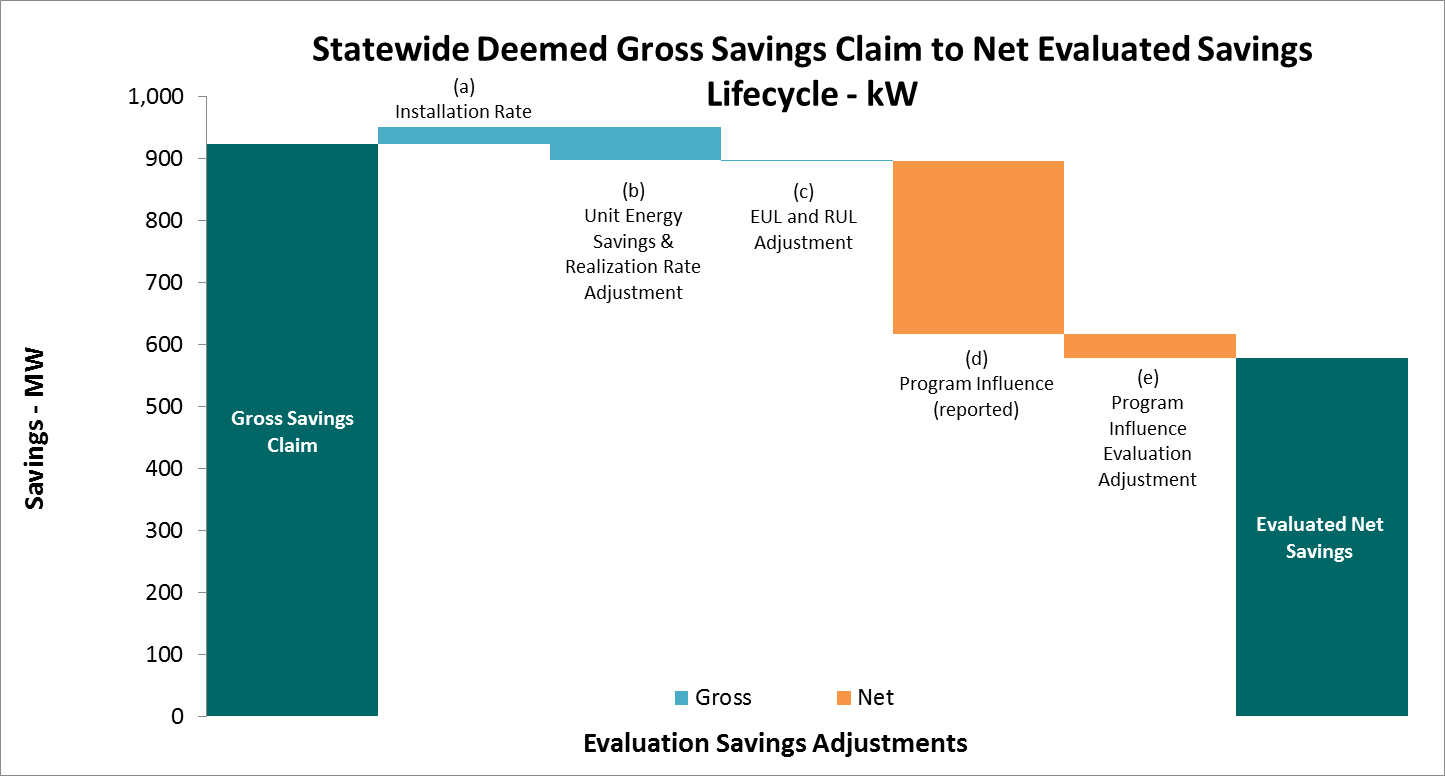 Statewide Deemed Gross Savings Claim to Net Evaluated Savings
Lifecycle - kW
(a)
Installation Rate
1,000
900
800
700
600
500
400
300
200
100
0
Savings - MW
Gross Savings
Claim
(b)
Unit Energy
Savings &
Realization Rate
Adjustment
(c)
EUL and RUL
Adjustment
(d)
Program Influence
(reported)
(e)
Program
Influence
Evaluation
Adjustment
Evaluated Net
Savings
Gross
Net
Evaluation Savings Adjustments